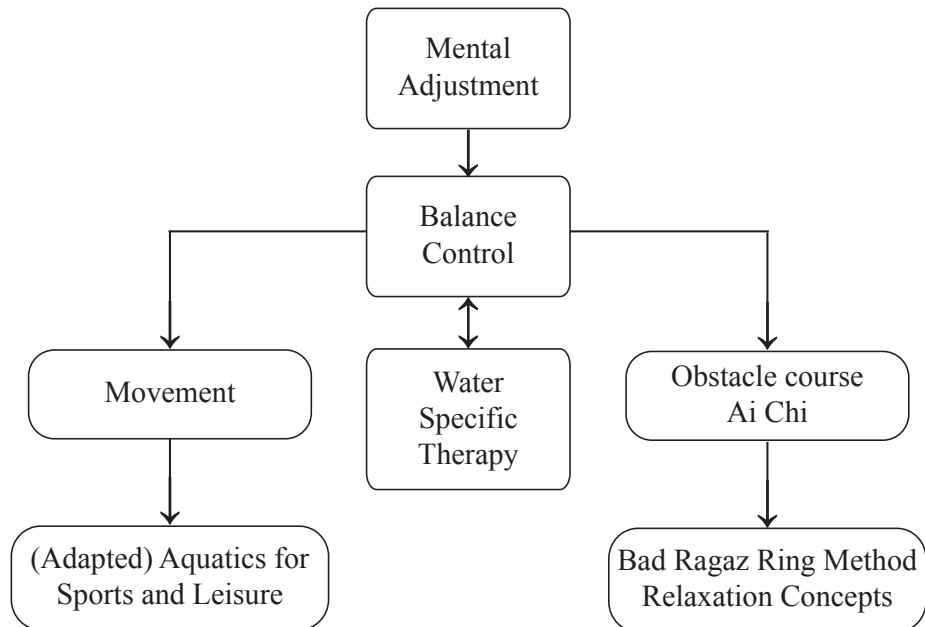 Mental
Adjustment
Balance
Control
Movement
Water
Specific
Therapy
Obstacle course
Ai Chi
(Adapted) Aquatics for
Sports and Leisure
Bad Ragaz Ring Method
Relaxation Concepts